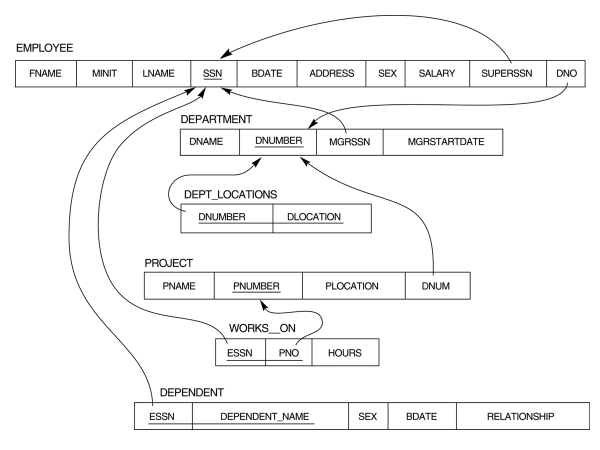 EMPLOYEE
FNAME MINIT LNAME SSN BDATE ADDRESS SEX SALARY SUPERSSN DNO
DEPARTMENT
DNAME DNUMBER MGRSSN MGRSTARTDATE
DEPT_LOCATIONS
DNUMBER DLOCATION
PROJECT
PNAME PNUMBER PLOCATION DNUM
WORKS__ON
ESSN PNO HOURS
DEPENDENT
ESSN DEPENDENT_NAME SEX BDATE RELATIONSHIP